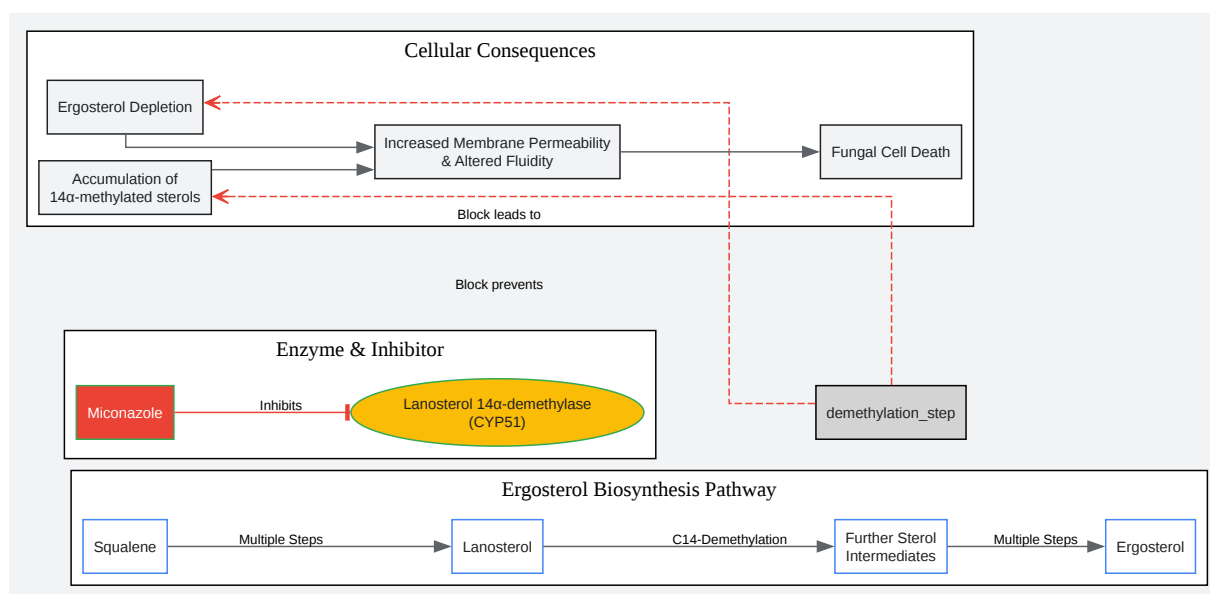 Cellular Consequences
Ergosterol Depletion
Increased Membrane Permeability
& Altered Fluidity
Fungal Cell Death
Accumulation of
14α-methylated sterols
Block leads to
Block prevents
Enzyme & Inhibitor
Miconazole
Inhibits
Lanosterol 14α-demethylase
(CYP51)
demethylation_step
Ergosterol Biosynthesis Pathway
Squalene
Multiple Steps
Lanosterol
C14-Demethylation
Further Sterol
Intermediates
Multiple Steps
Ergosterol